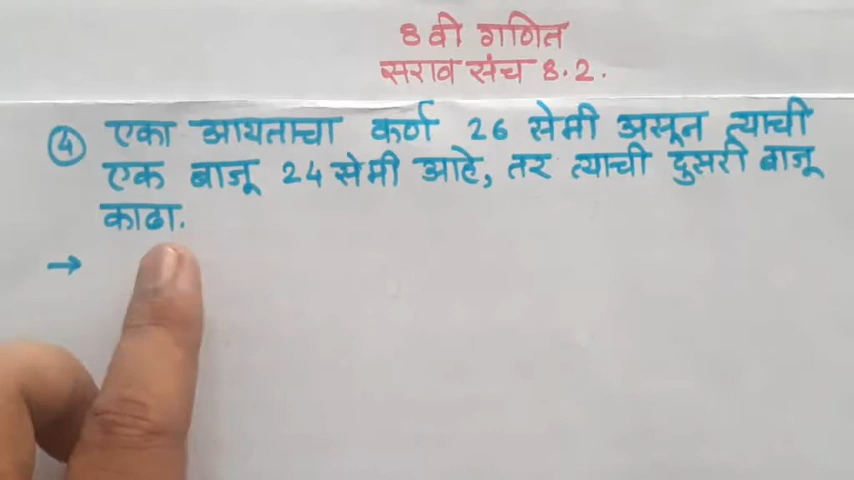 8 वी गणित
सराव संच 8.2.
④ एका आयताचा कर्ण 26 सेमी असून त्याची
एक बाजू 24 सेमी आहे, तर त्याची दुसरी बाजू
काढा.
→